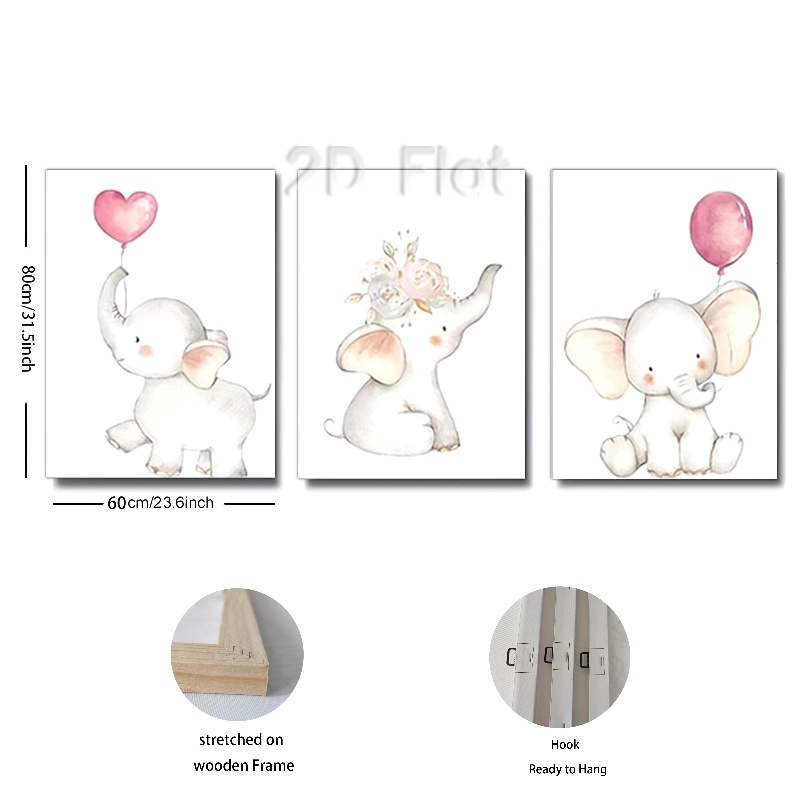 2D Flat
80cm/31.5inch
60cm/23.6inch
stretched on
wooden Frame
Hook
Ready to Hang